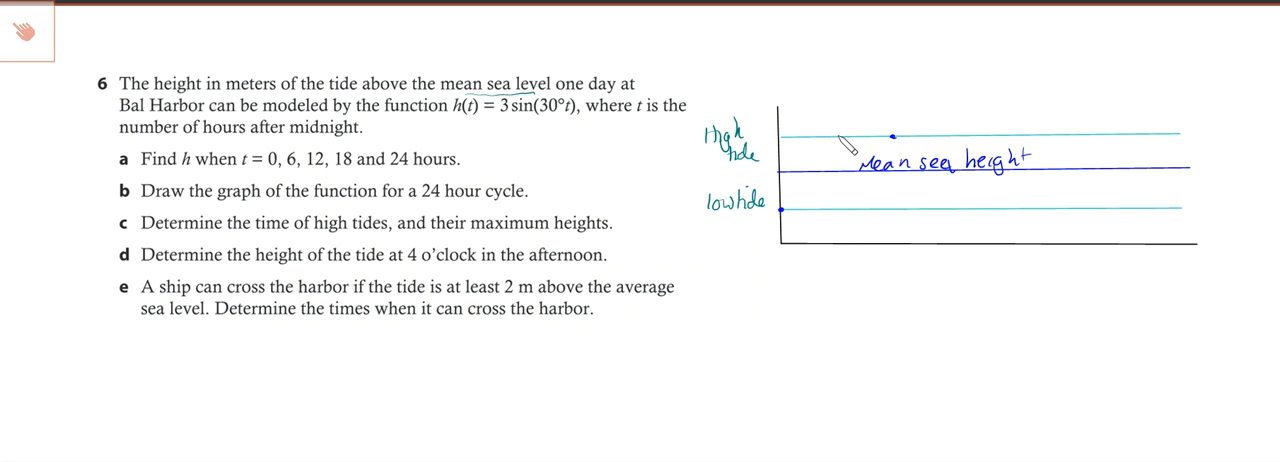 6 The height in meters of the tide above the mean sea level one day at
Bal Harbor can be modeled by the function h(t) = 3 sin(30°t), where t is the
number of hours after midnight.
a Find h when t = 0, 6, 12, 18 and 24 hours.
b Draw the graph of the function for a 24 hour cycle.
c Determine the time of high tides, and their maximum heights.
d Determine the height of the tide at 4 o'clock in the afternoon.
e A ship can cross the harbor if the tide is at least 2 m above the average
sea level. Determine the times when it can cross the harbor.
High
tide
Mean sea height
low tide